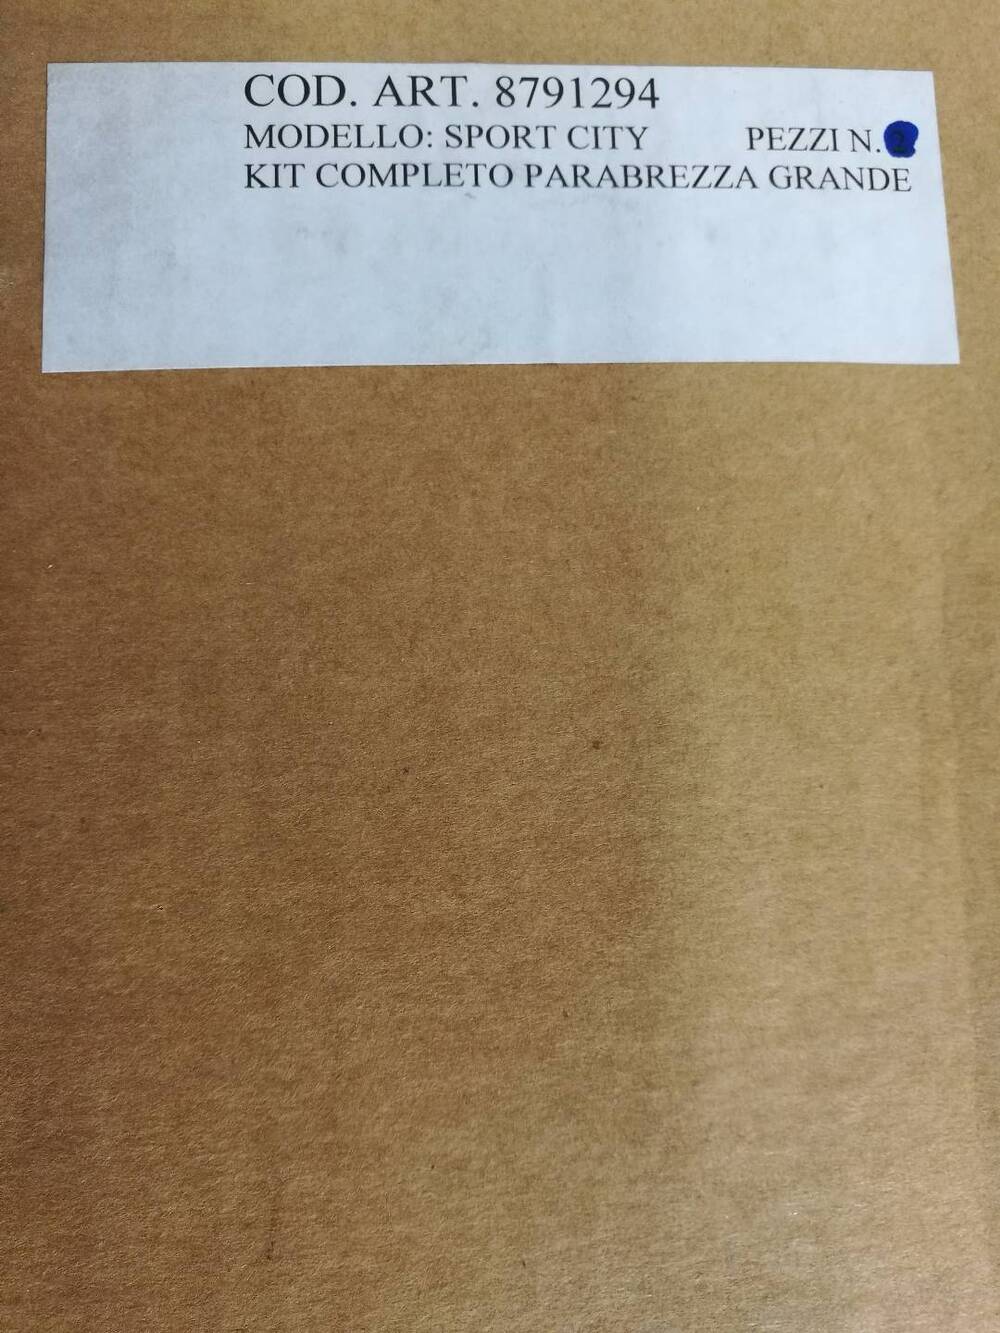 COD. ART. 8791294
MODELLO: SPORT CITY PEZZI N. 2
KIT COMPLETO PARABREZZA GRANDE